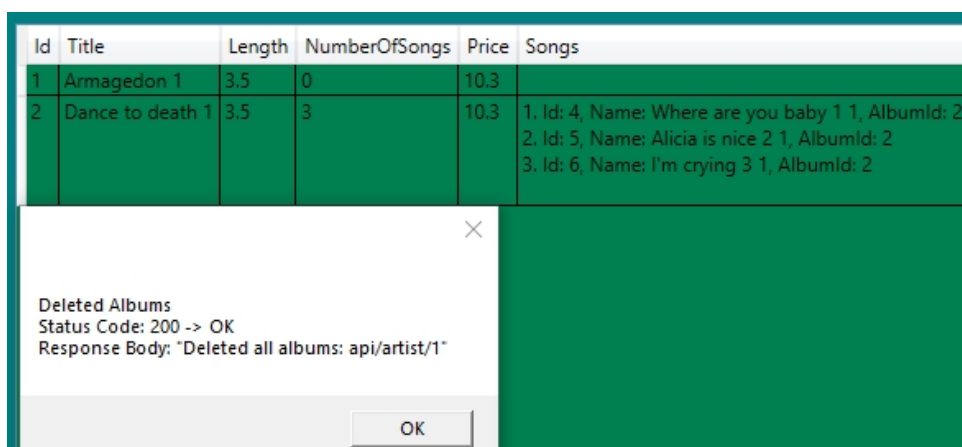 Id Title Length NumberOfSongs Price Songs
1 Armagedon 1 3.5 0 10.3
2 Dance to death 1 3.5 3 10.3 1. Id: 4, Name: Where are you baby 1 1, AlbumId: 2
2. Id: 5, Name: Alicia is nice 2 1, AlbumId: 2
3. Id: 6, Name: I'm crying 3 1, AlbumId: 2
Deleted Albums
Status Code: 200 -> OK
Response Body: "Deleted all albums: api/artist/1"
OK